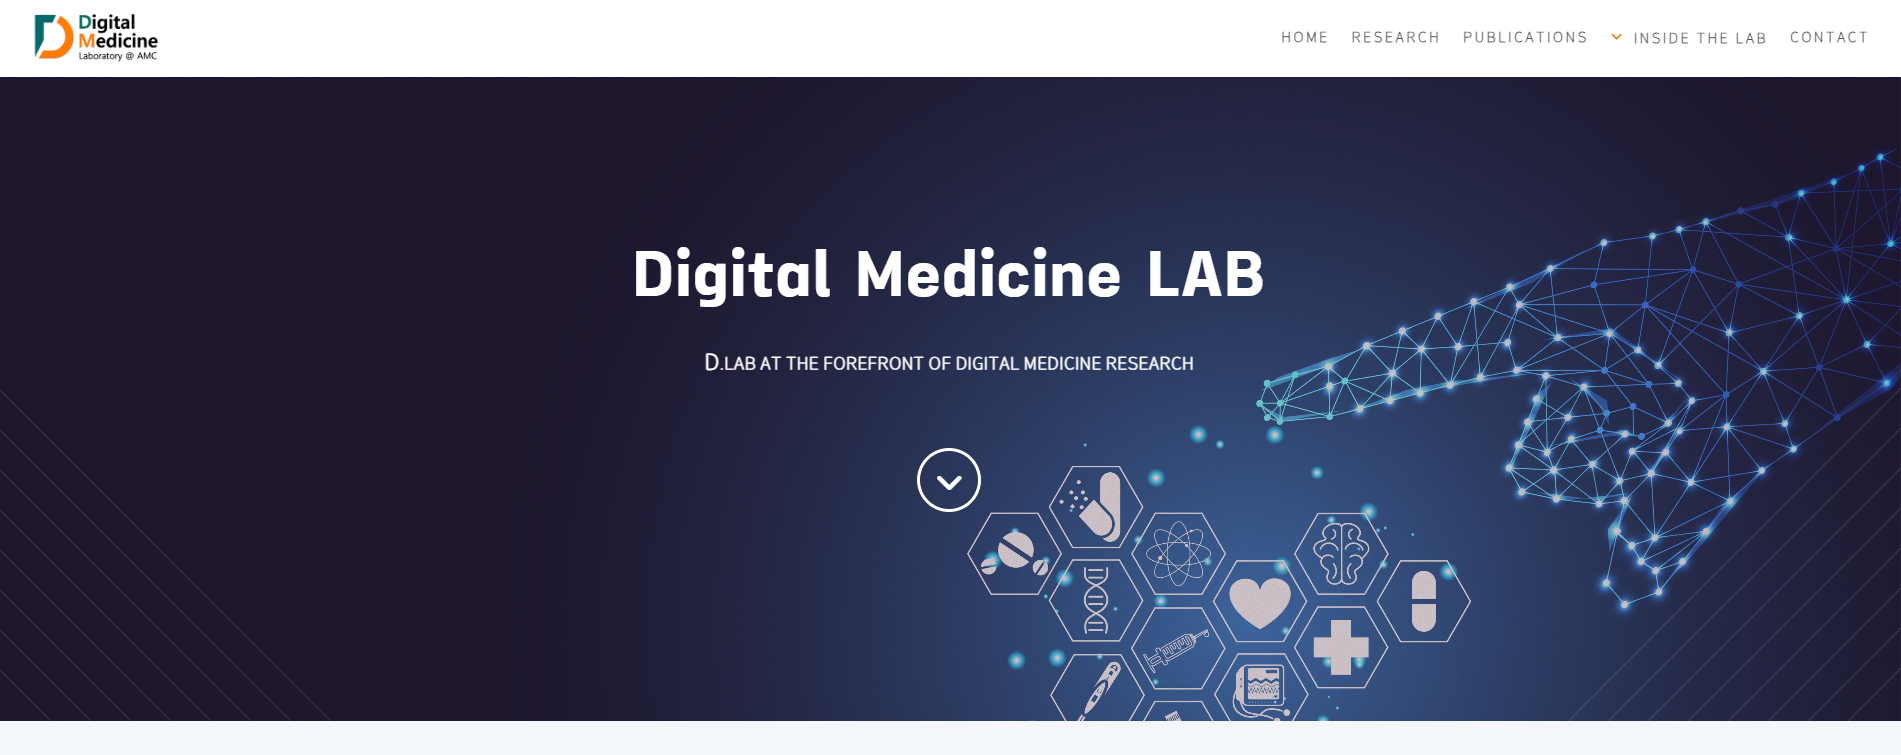 Digital
Medicine
Laboratory @ AMC
HOME RESEARCH PUBLICATIONS INSIDE THE LAB CONTACT
Digital Medicine LAB
D.LAB AT THE FOREFRONT OF DIGITAL MEDICINE RESEARCH